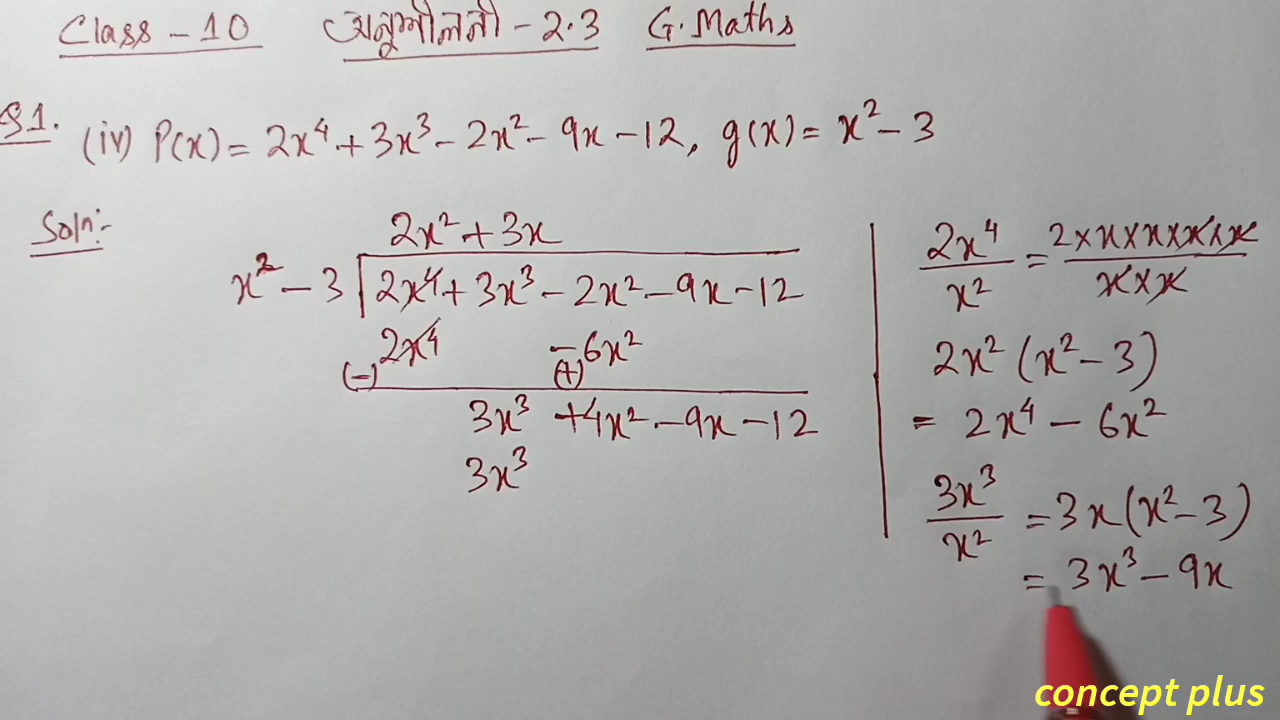 Class - 10 অনুশীলনী - 2.3 G. Maths
Q1. (iv) P(x) = 2x⁴ + 3x³ - 2x² - 9x - 12, g(x) = x² - 3
Soln:-
2x² + 3x
x² - 3 2x⁴ + 3x³ - 2x² - 9x - 12
2x⁴ - 6x²
(-) (+)
3x³ + 4x² - 9x - 12
3x³
2x⁴/x² = 2×x×x×x×x/x×x
2x² (x² - 3)
= 2x⁴ - 6x²
3x³/x² = 3x(x² - 3)
= 3x³ - 9x
concept plus